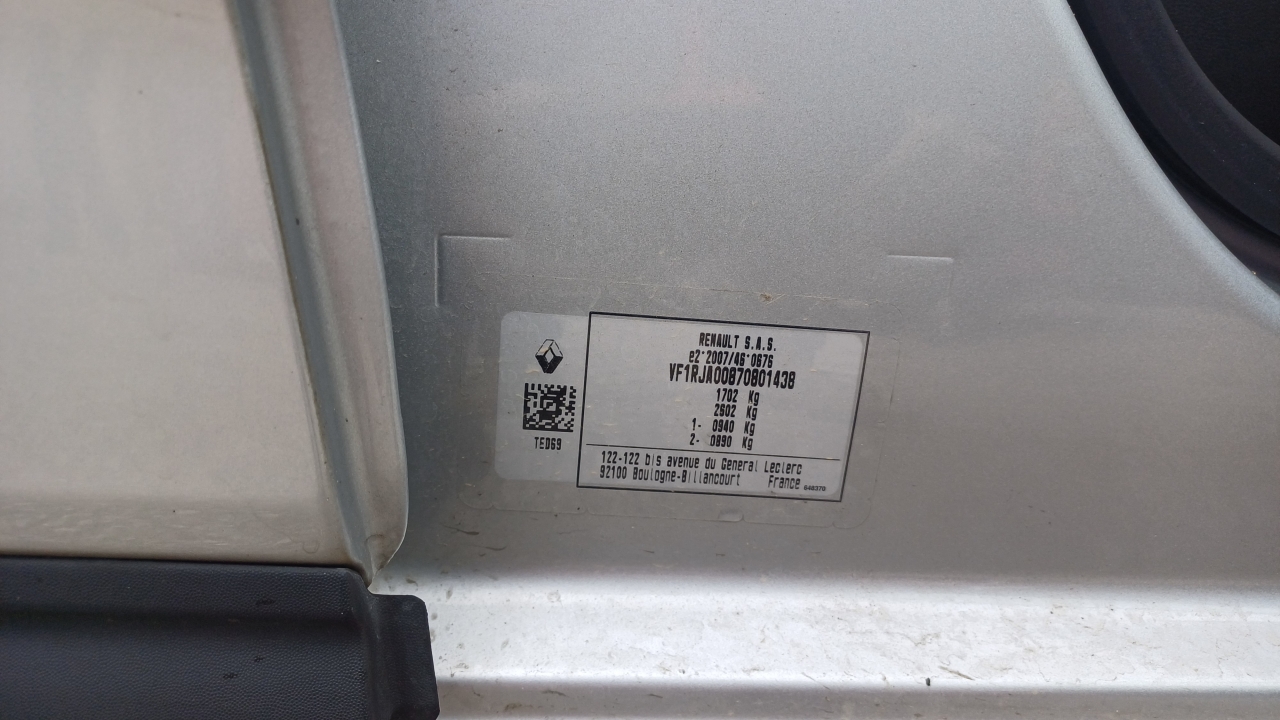 RENAULT S.A.S.
e2*2007/46*0676
VF1RJA00870801438
1702 Kg
2602 Kg
1- 0940 Kg
2- 0890 Kg
TED69
122-122 bis avenue du General Leclerc
92100 Boulogne-Billancourt France 648370